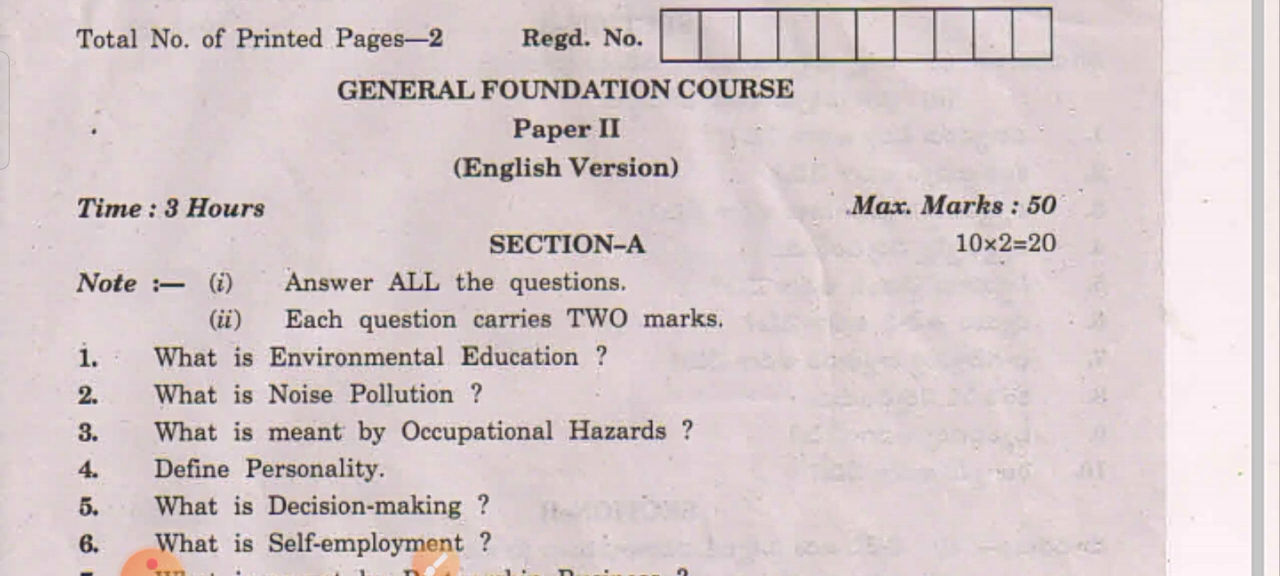 Total No. of Printed Pages—2 Regd. No.
GENERAL FOUNDATION COURSE
Paper II
(English Version)
Time : 3 Hours Max. Marks : 50
SECTION–A 10×2=20
Note :— (i) Answer ALL the questions.
(ii) Each question carries TWO marks.
1. What is Environmental Education ?
2. What is Noise Pollution ?
3. What is meant by Occupational Hazards ?
4. Define Personality.
5. What is Decision-making ?
6. What is Self-employment ?
What Partnership Business ?